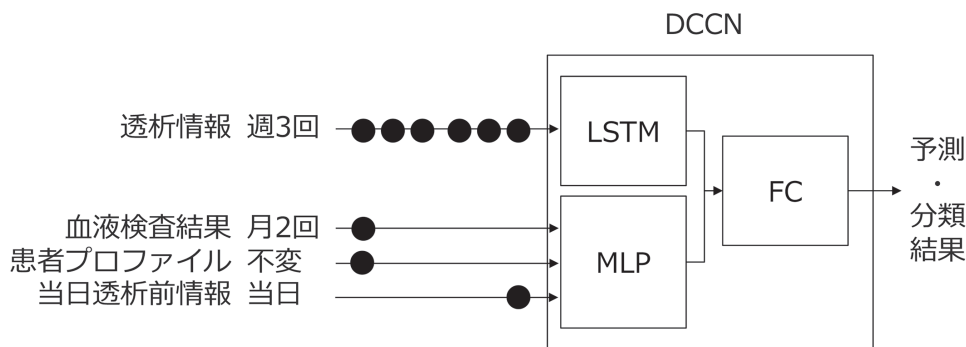 DCCN
透析情報 週3回
LSTM
血液検査結果 月2回
患者プロファイル 不変
当日透析前情報 当日
MLP
FC
予測
・
分類
結果